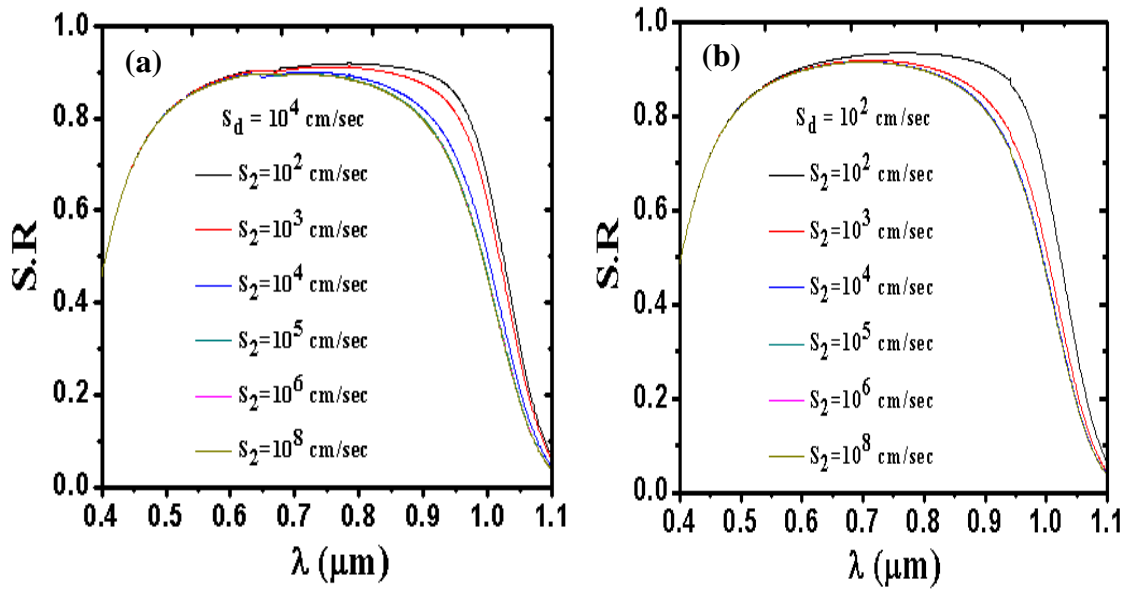 (a)
S.R
1.0
0.8
0.6
0.4
0.2
0.0
S_d = 10^4 cm/sec
S_2=10^2 cm/sec
S_2=10^3 cm/sec
S_2=10^4 cm/sec
S_2=10^5 cm/sec
S_2=10^6 cm/sec
S_2=10^8 cm/sec
0.4 0.5 0.6 0.7 0.8 0.9 1.0 1.1
λ (μm)
(b)
S.R
1.0
0.8
0.6
0.4
0.2
0.0
S_d = 10^2 cm/sec
S_2=10^2 cm/sec
S_2=10^3 cm/sec
S_2=10^4 cm/sec
S_2=10^5 cm/sec
S_2=10^6 cm/sec
S_2=10^8 cm/sec
0.4 0.5 0.6 0.7 0.8 0.9 1.0 1.1
λ (μm)